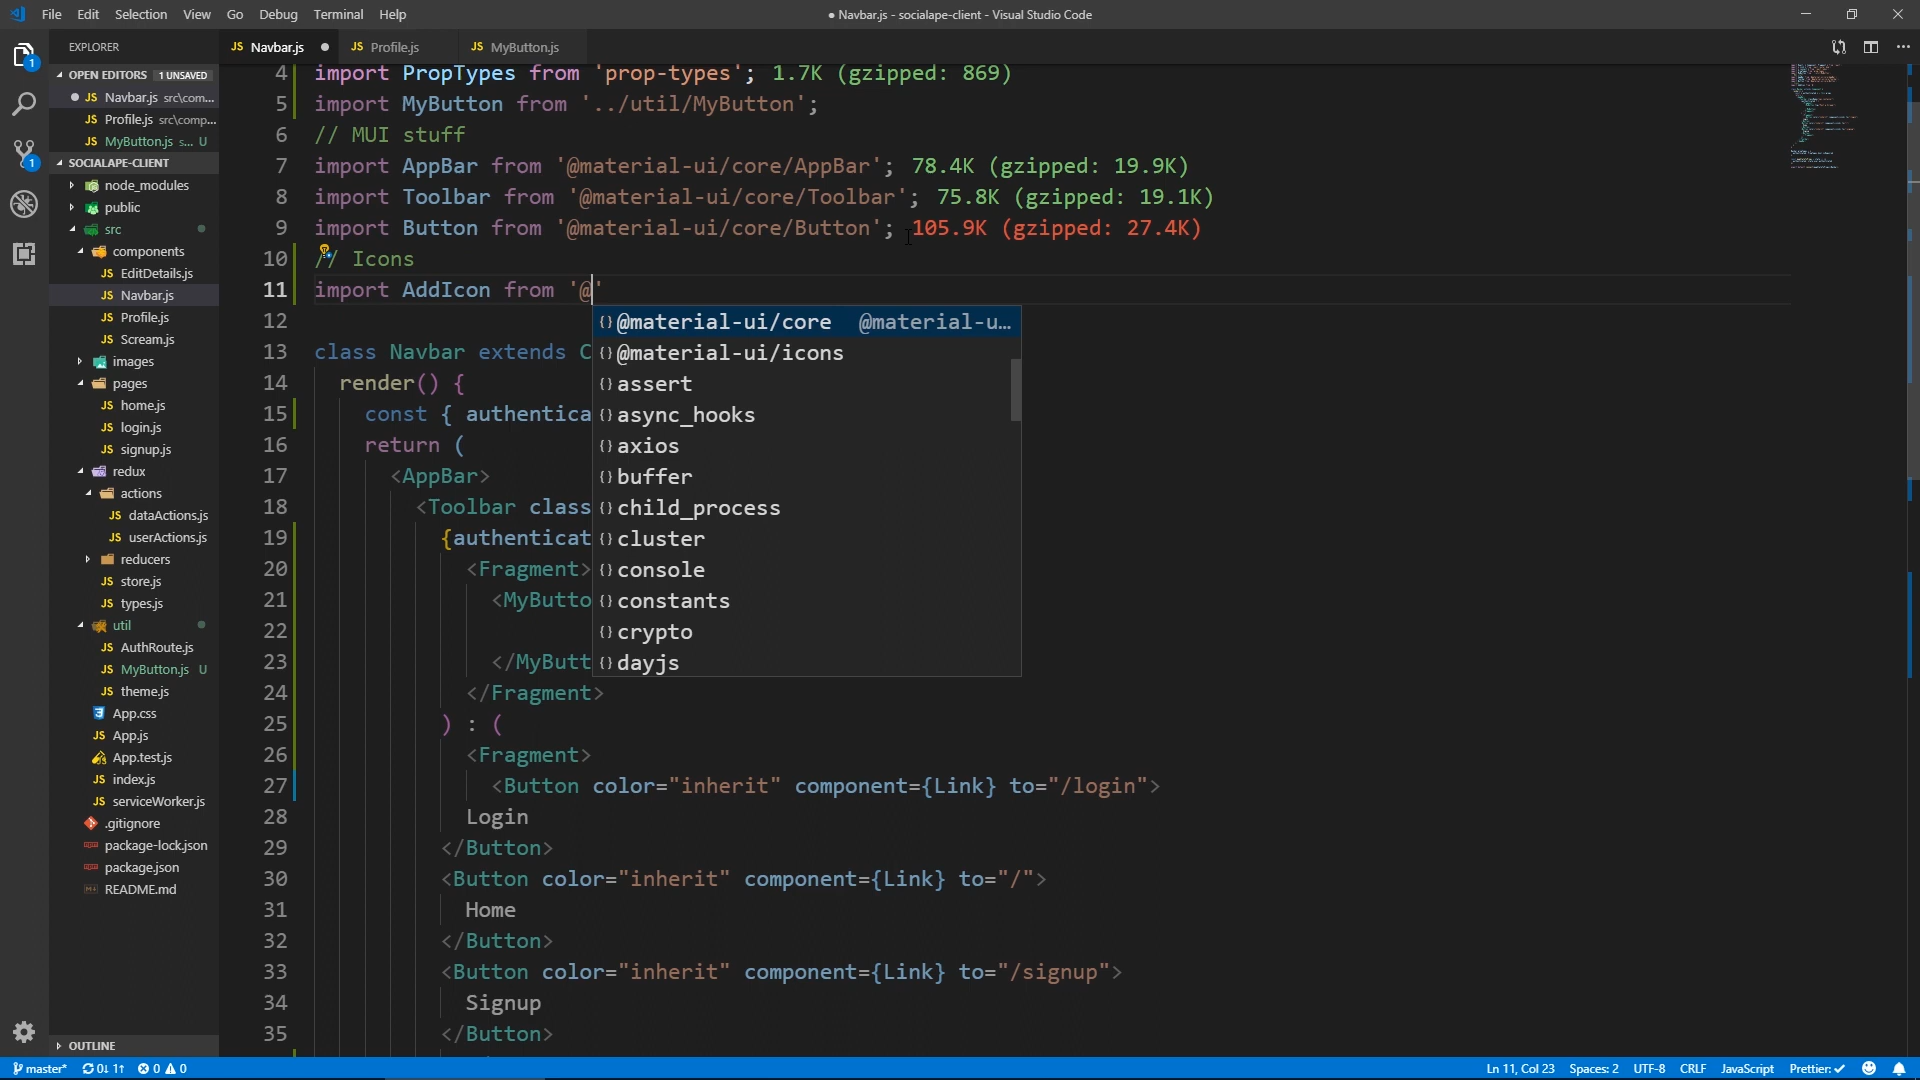 File Edit Selection View Go Debug Terminal Help
● Navbar.js - socialape-client - Visual Studio Code
EXPLORER
OPEN EDITORS 1 UNSAVED
JS Navbar.js src\com...
JS Profile.js src\comp...
JS MyButton.js s... U
SOCIALAPE-CLIENT
node_modules
public
src
components
JS EditDetails.js
JS Navbar.js
JS Profile.js
JS Scream.js
images
pages
JS home.js
JS login.js
JS signup.js
redux
actions
JS dataActions.js
JS userActions.js
reducers
JS store.js
JS types.js
util
JS AuthRoute.js
JS MyButton.js U
JS theme.js
App.css
JS App.js
App.test.js
JS index.js
JS serviceWorker.js
.gitignore
package-lock.json
package.json
README.md
OUTLINE
JS Navbar.js ● JS Profile.js JS MyButton.js
4 import PropTypes from 'prop-types'; 1.7K (gzipped: 869)
5 import MyButton from '../util/MyButton';
6 // MUI stuff
7 import AppBar from '@material-ui/core/AppBar'; 78.4K (gzipped: 19.9K)
8 import Toolbar from '@material-ui/core/Toolbar'; 75.8K (gzipped: 19.1K)
9 import Button from '@material-ui/core/Button'; 105.9K (gzipped: 27.4K)
10 // Icons
11 import AddIcon from '@'
12
13 class Navbar extends C
14 render() {
15 const { authentica
16 return (
17 <AppBar>
18 <Toolbar class
19 {authenticat
20 <Fragment>
21 <MyButto
22
23 </MyButt
24 </Fragment>
25 ) : (
26 <Fragment>
27 <Button color="inherit" component={Link} to="/login">
28 Login
29 </Button>
30 <Button color="inherit" component={Link} to="/">
31 Home
32 </Button>
33 <Button color="inherit" component={Link} to="/signup">
34 Signup
35 </Button>
{} @material-ui/core @material-u...
{} @material-ui/icons
{} assert
{} async_hooks
{} axios
{} buffer
{} child_process
{} cluster
{} console
{} constants
{} crypto
{} dayjs
master* 0↓ 1↑ 0 0
Ln 11, Col 23 Spaces: 2 UTF-8 CRLF JavaScript Prettier: ✓